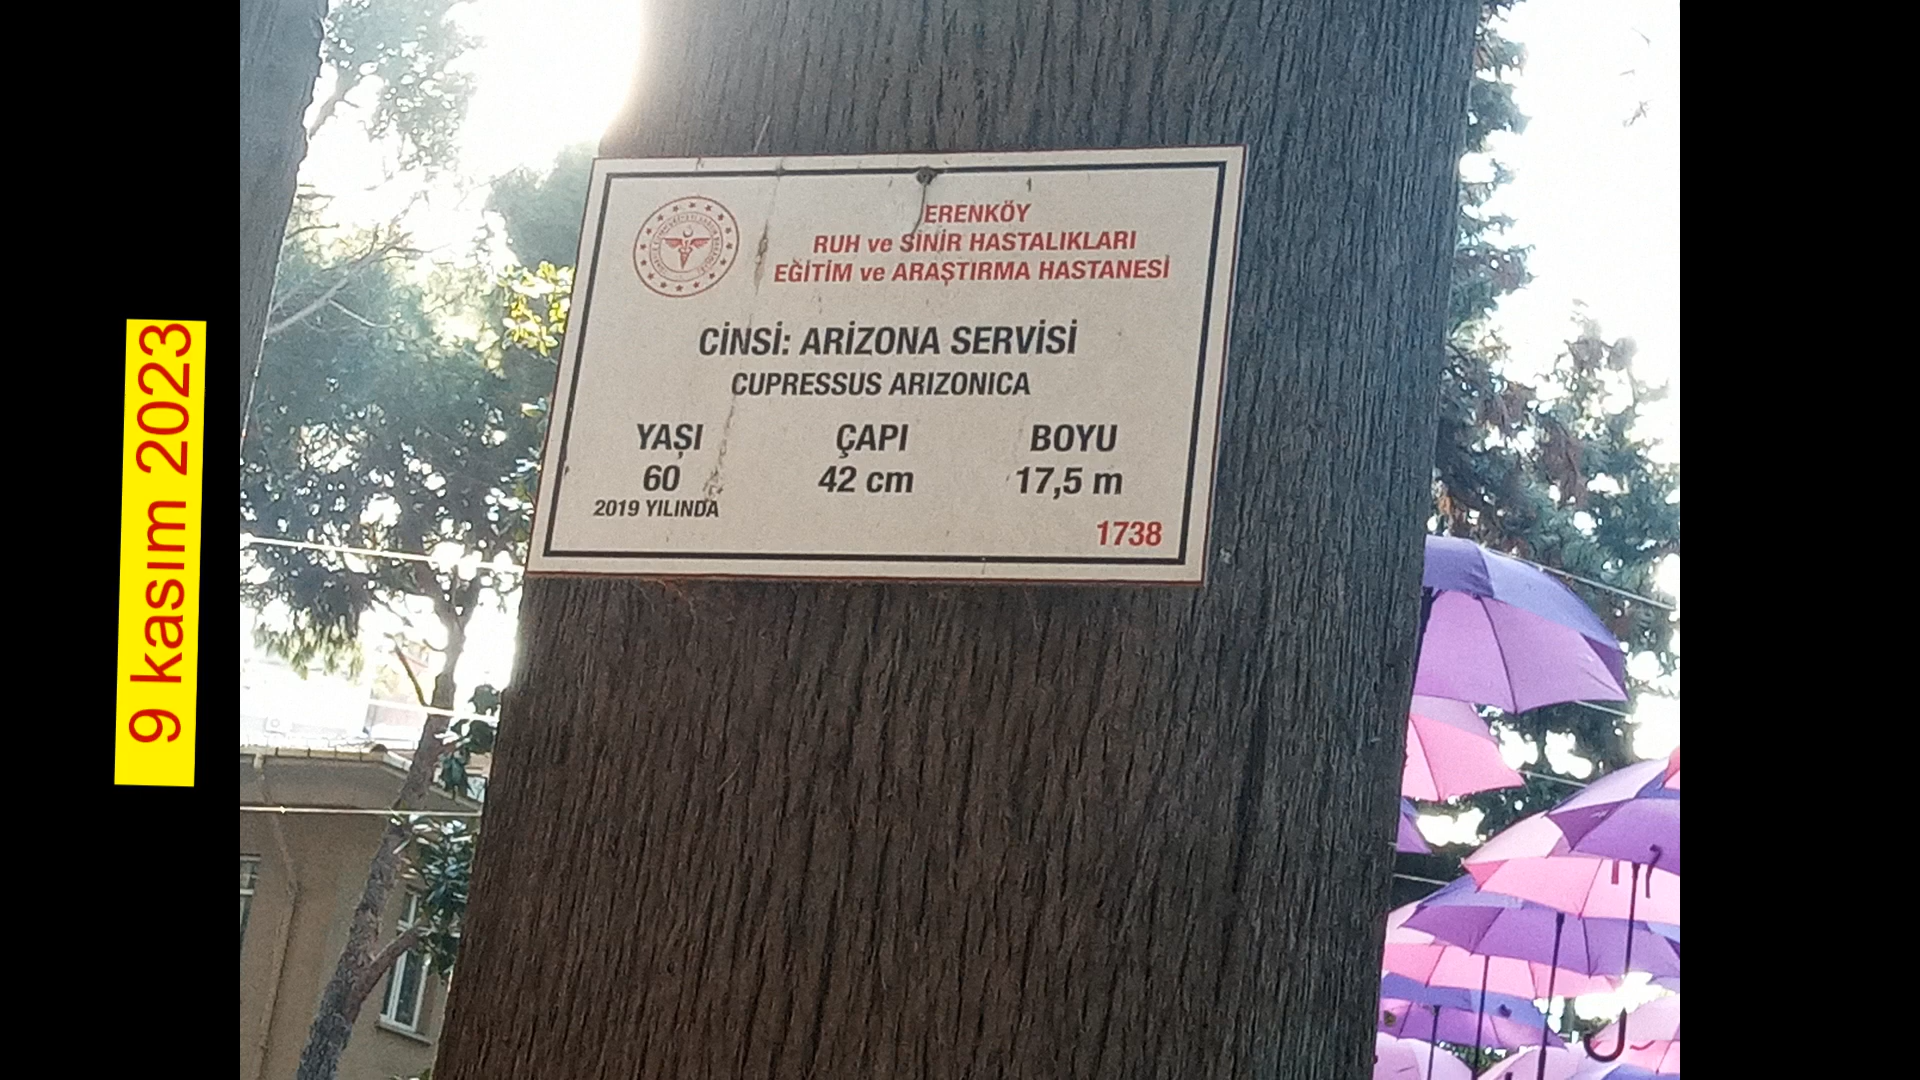 9 kasım 2023
ERENKÖY
RUH ve SİNİR HASTALIKLARI
EĞİTİM ve ARAŞTIRMA HASTANESİ
CİNSİ: ARİZONA SERVİSİ
CUPRESSUS ARIZONICA
YAŞI ÇAPI BOYU
60 42 cm 17,5 m
2019 YILINDA
1738